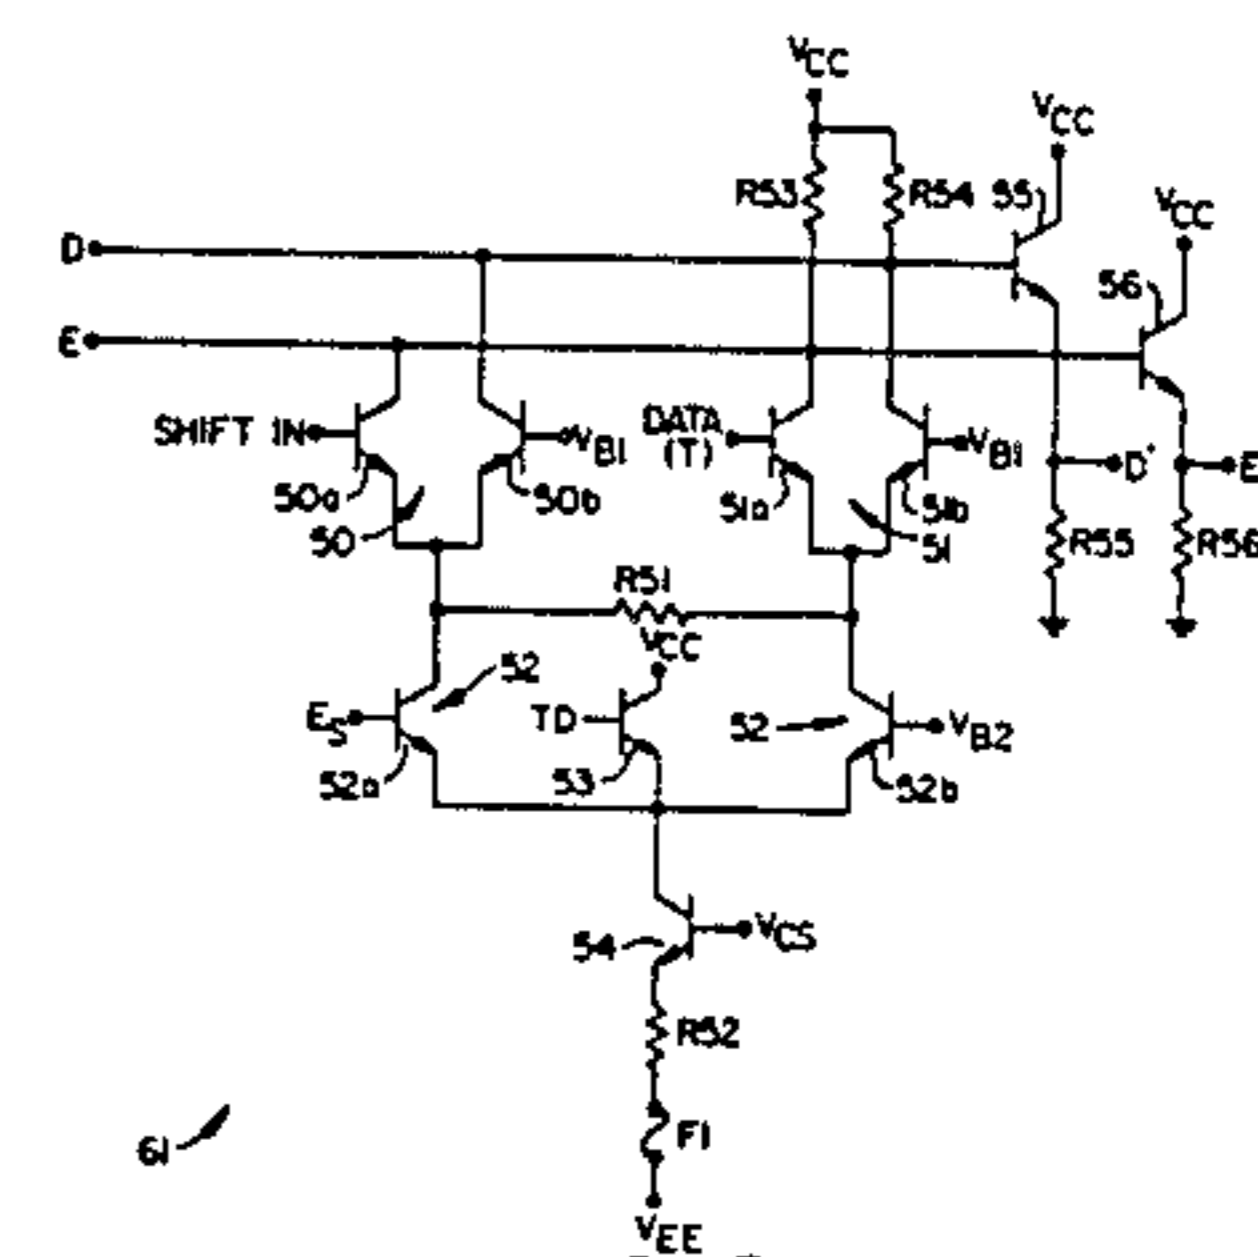 VCC
VCC
R53
R54
55
VCC
D
56
E
SHIFT IN
VB1
DATA
(T)
VB1
D'
E
50a
50b
51a
51b
50
51
R55
R56
R51
VCC
52
ES
TD
52
VB2
52a
53
52b
54
VCS
R52
61
F1
VEE